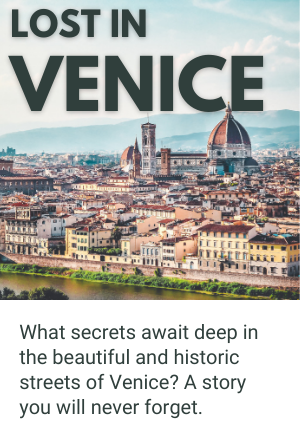 LOST IN
VENICE
What secrets await deep in
the beautiful and historic
streets of Venice? A story
you will never forget.